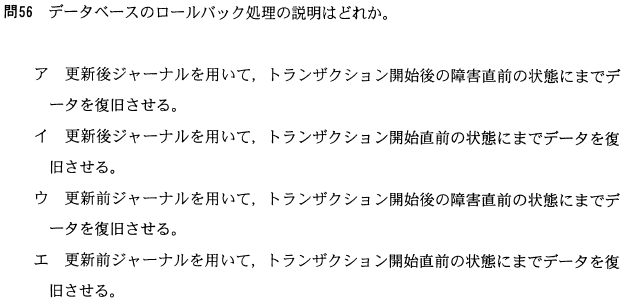 問56 データベースのロールバック処理の説明はどれか。
ア 更新後ジャーナルを用いて，トランザクション開始後の障害直前の状態にまでデ
ータを復旧させる。
イ 更新後ジャーナルを用いて，トランザクション開始直前の状態にまでデータを復
旧させる。
ウ 更新前ジャーナルを用いて，トランザクション開始後の障害直前の状態にまでデ
ータを復旧させる。
エ 更新前ジャーナルを用いて，トランザクション開始直前の状態にまでデータを復
旧させる。